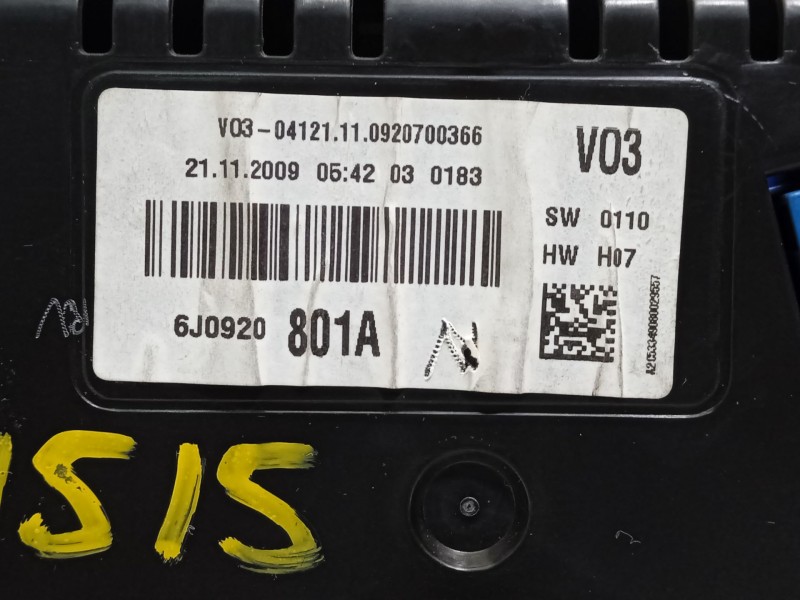 V03-04121.11.0920700366
21.11.2009 05:42 03 0183
V03
SW 0110
HW H07
6J0920 801A
N
A2C53349080029557
1515